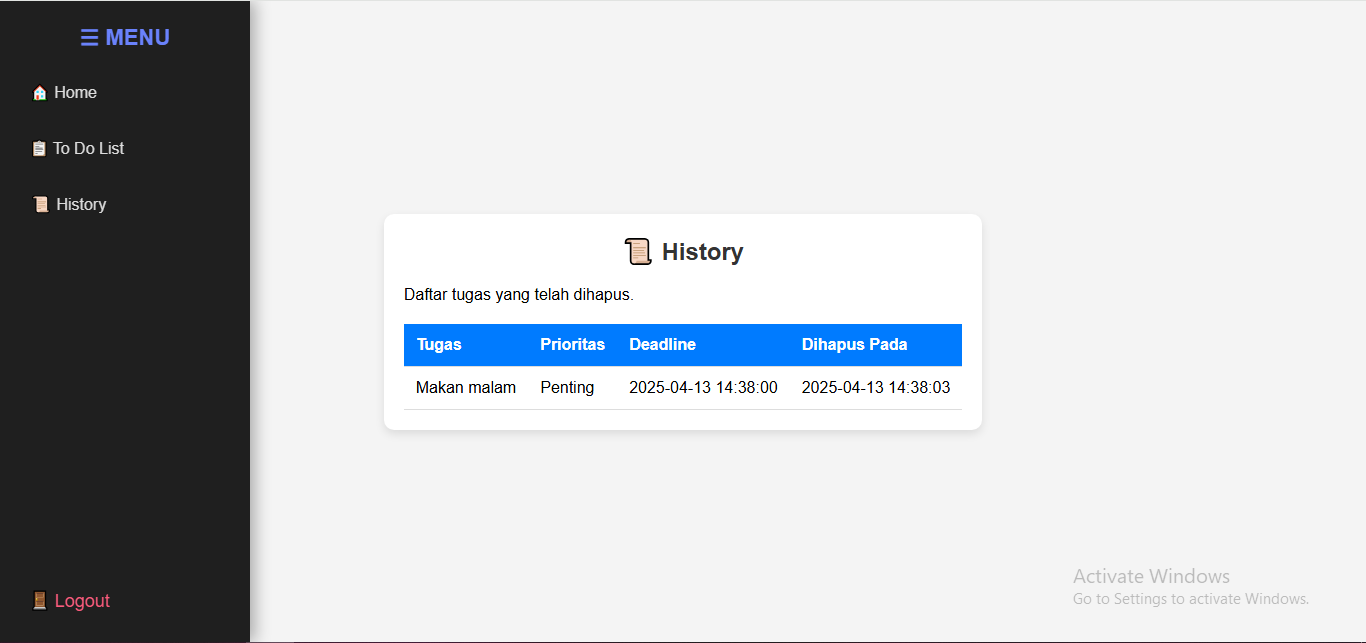 ☰ MENU
🏠 Home
📋 To Do List
📜 History
🚪 Logout
📜 History
Daftar tugas yang telah dihapus.
Tugas Prioritas Deadline Dihapus Pada
Makan malam Penting 2025-04-13 14:38:00 2025-04-13 14:38:03
Activate Windows
Go to Settings to activate Windows.